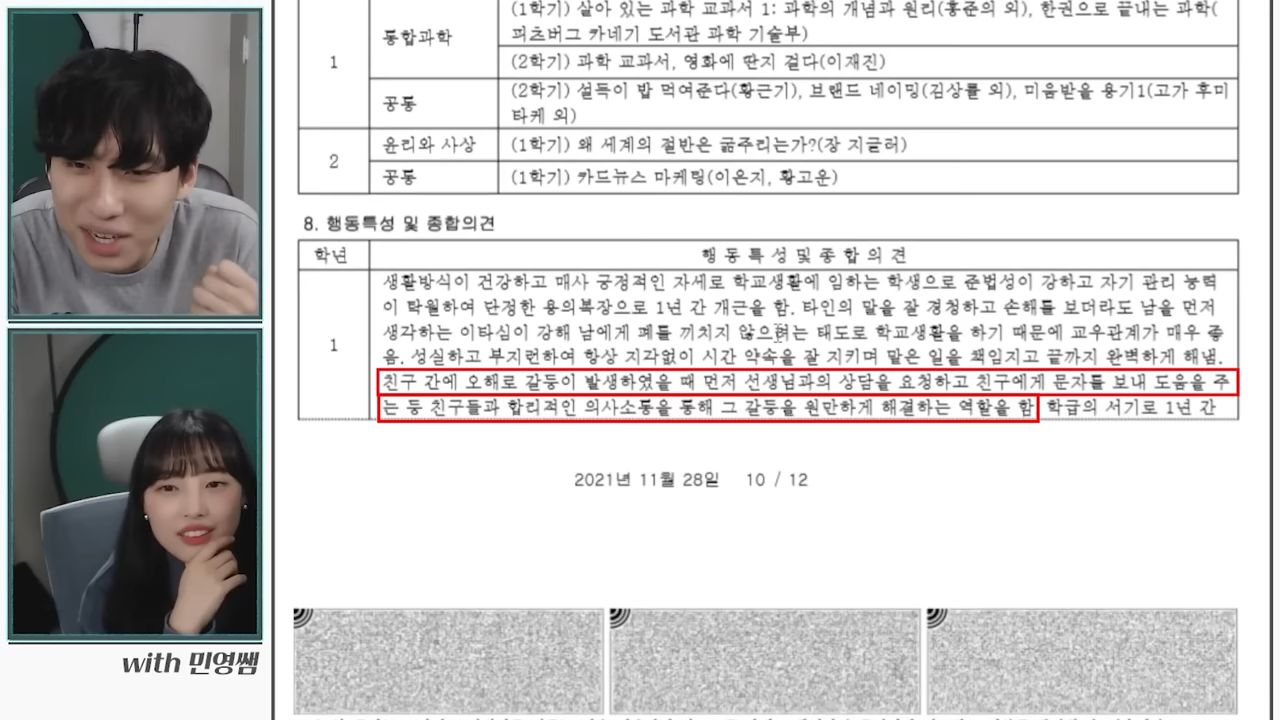 1
통합과학
(1학기) 살아 있는 과학 교과서 1: 과학의 개념과 원리(홍준의 외), 한권으로 끝내는 과학(
피츠버그 카네기 도서관 과학 기술부)
(2학기) 과학 교과서, 영화에 딴지 걸다(이재진)
공통
(2학기) 설득이 밥 먹여준다(황근기), 브랜드 네이밍(김상률 외), 미움받을 용기1(고가 후미
타케 외)
2
윤리와 사상
(1학기) 왜 세계의 절반은 굶주리는가?(장 지글러)
공통
(1학기) 카드뉴스 마케팅(이은지, 황고운)
8. 행동특성 및 종합의견
학년
행 동 특 성 및 종 합 의 견
1
생활방식이 건강하고 매사 긍정적인 자세로 학교생활에 임하는 학생으로 준법성이 강하고 자기 관리 능력
이 탁월하여 단정한 용의복장으로 1년 간 개근을 함. 타인의 말을 잘 경청하고 손해를 보더라도 남을 먼저
생각하는 이타심이 강해 남에게 폐를 끼치지 않으려는 태도로 학교생활을 하기 때문에 교우관계가 매우 좋
음. 성실하고 부지런하여 항상 지각없이 시간 약속을 잘 지키며 맡은 일을 책임지고 끝까지 완벽하게 해냄.
친구 간에 오해로 갈등이 발생하였을 때 먼저 선생님과의 상담을 요청하고 친구에게 문자를 보내 도움을 주
는 등 친구들과 합리적인 의사소통을 통해 그 갈등을 원만하게 해결하는 역할을 함 학급의 서기로 1년 간
2021년 11월 28일 10 / 12
with 민영쌤